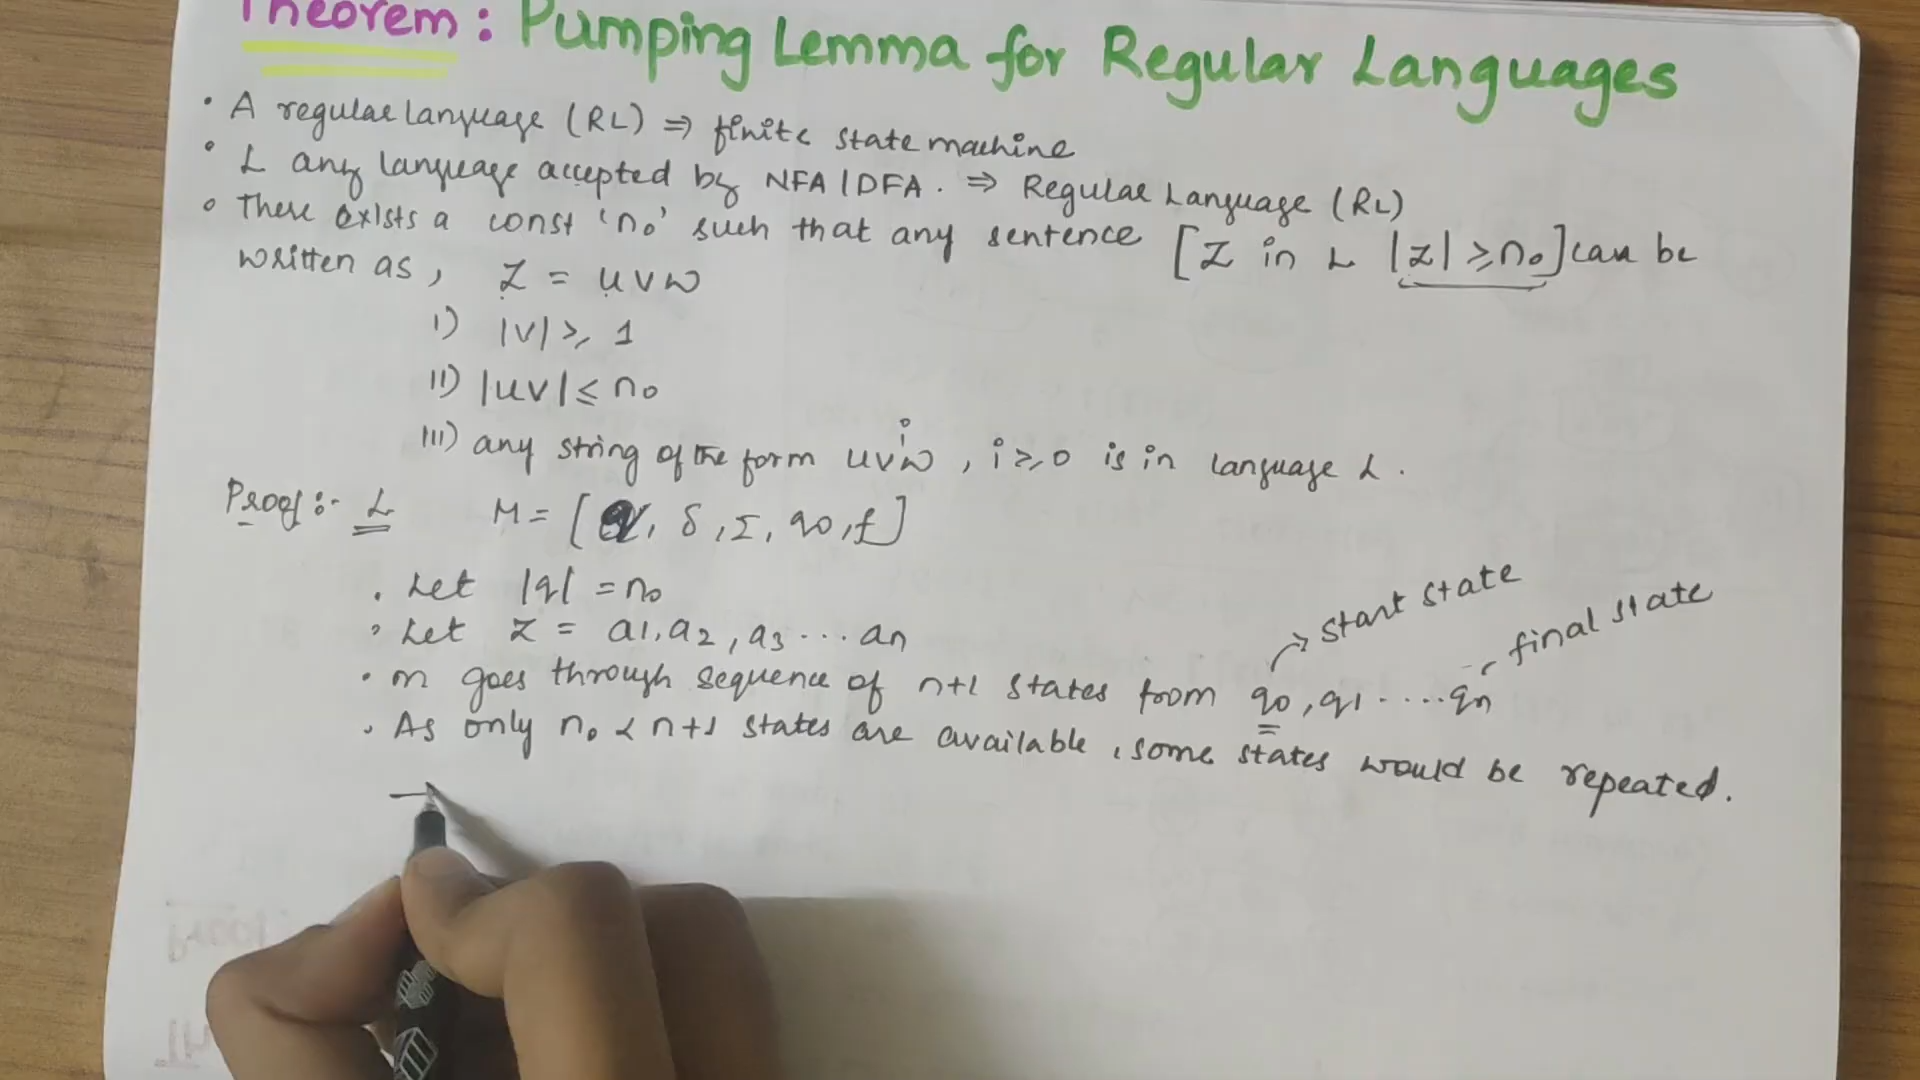 Theorem : Pumping Lemma for Regular Languages
• A regular language (RL) ⇒ finite state machine
• L any language accepted by NFA/DFA. ⇒ Regular Language (RL)
• There exists a const 'n₀' such that any sentence [Z in L |z| ≥ n₀] can be
written as, Z = uvw
i) |v| ≥ 1
ii) |uv| ≤ n₀
iii) any string of the form uvⁱw, i ≥ 0 is in language L.
Proof :- L M = [q, δ, Σ, q0, f]
• Let |q| = n₀
• Let z = a1, a2, a3 ... an
start state
final state
• m goes through sequence of n+1 states from q0, q1 ..... qn
• As only n₀ < n+1 states are available, some states would be repeated.